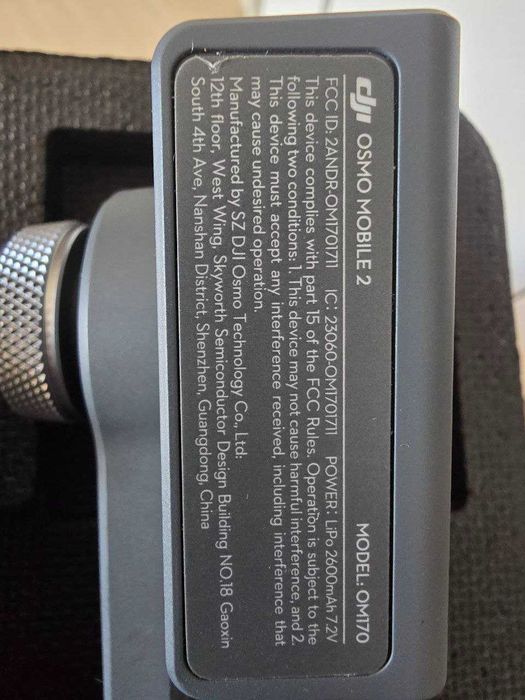 dji OSMO MOBILE 2 MODEL: OM170
FCC ID: 2ANDR-OM1701711 IC: 23060-OM1701711 POWER: LiPo 2600mAh 7.2V
This device complies with part 15 of the FCC Rules. Operation is subject to the
following two conditions: 1. This device may not cause harmful interference, and 2.
This device must accept any interference received, including interference that
may cause undesired operation.
Manufactured by SZ DJI Osmo Technology Co., Ltd:
12th floor, West Wing, Skyworth Semiconductor Design Building NO.18 Gaoxin
South 4th Ave, Nanshan District, Shenzhen, Guangdong, China